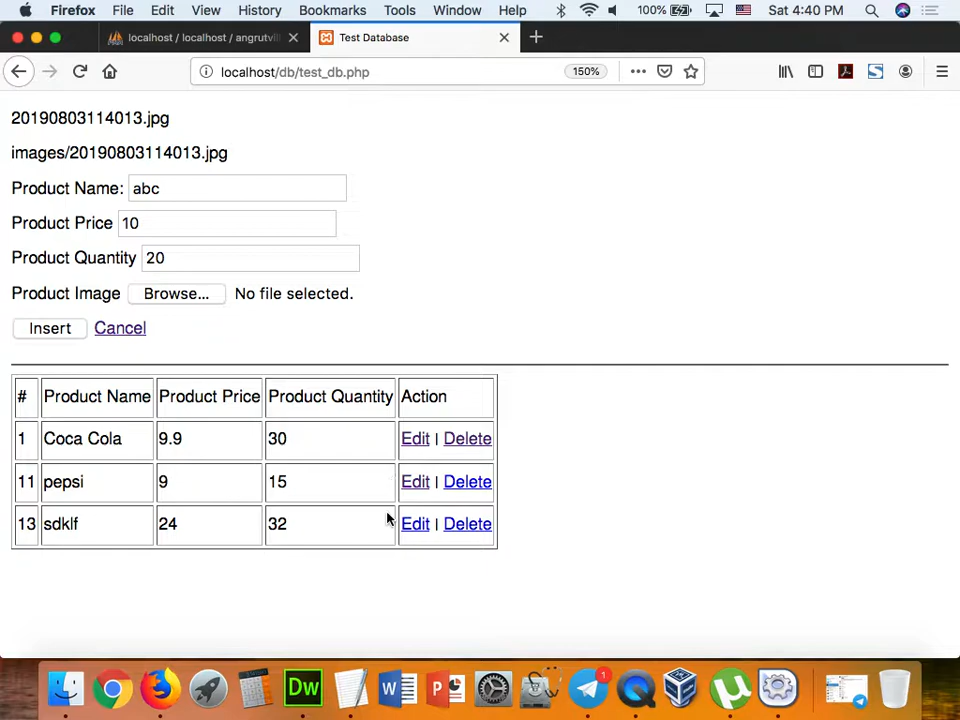 Firefox File Edit View History Bookmarks Tools Window Help 100% Sat 4:40 PM
localhost / localhost / angrutvil Test Database
localhost/db/test_db.php 150%
20190803114013.jpg
images/20190803114013.jpg
Product Name: abc
Product Price 10
Product Quantity 20
Product Image Browse... No file selected.
Insert Cancel
# Product Name Product Price Product Quantity Action
1 Coca Cola 9.9 30 Edit | Delete
11 pepsi 9 15 Edit | Delete
13 sdklf 24 32 Edit | Delete
Dw W P 1